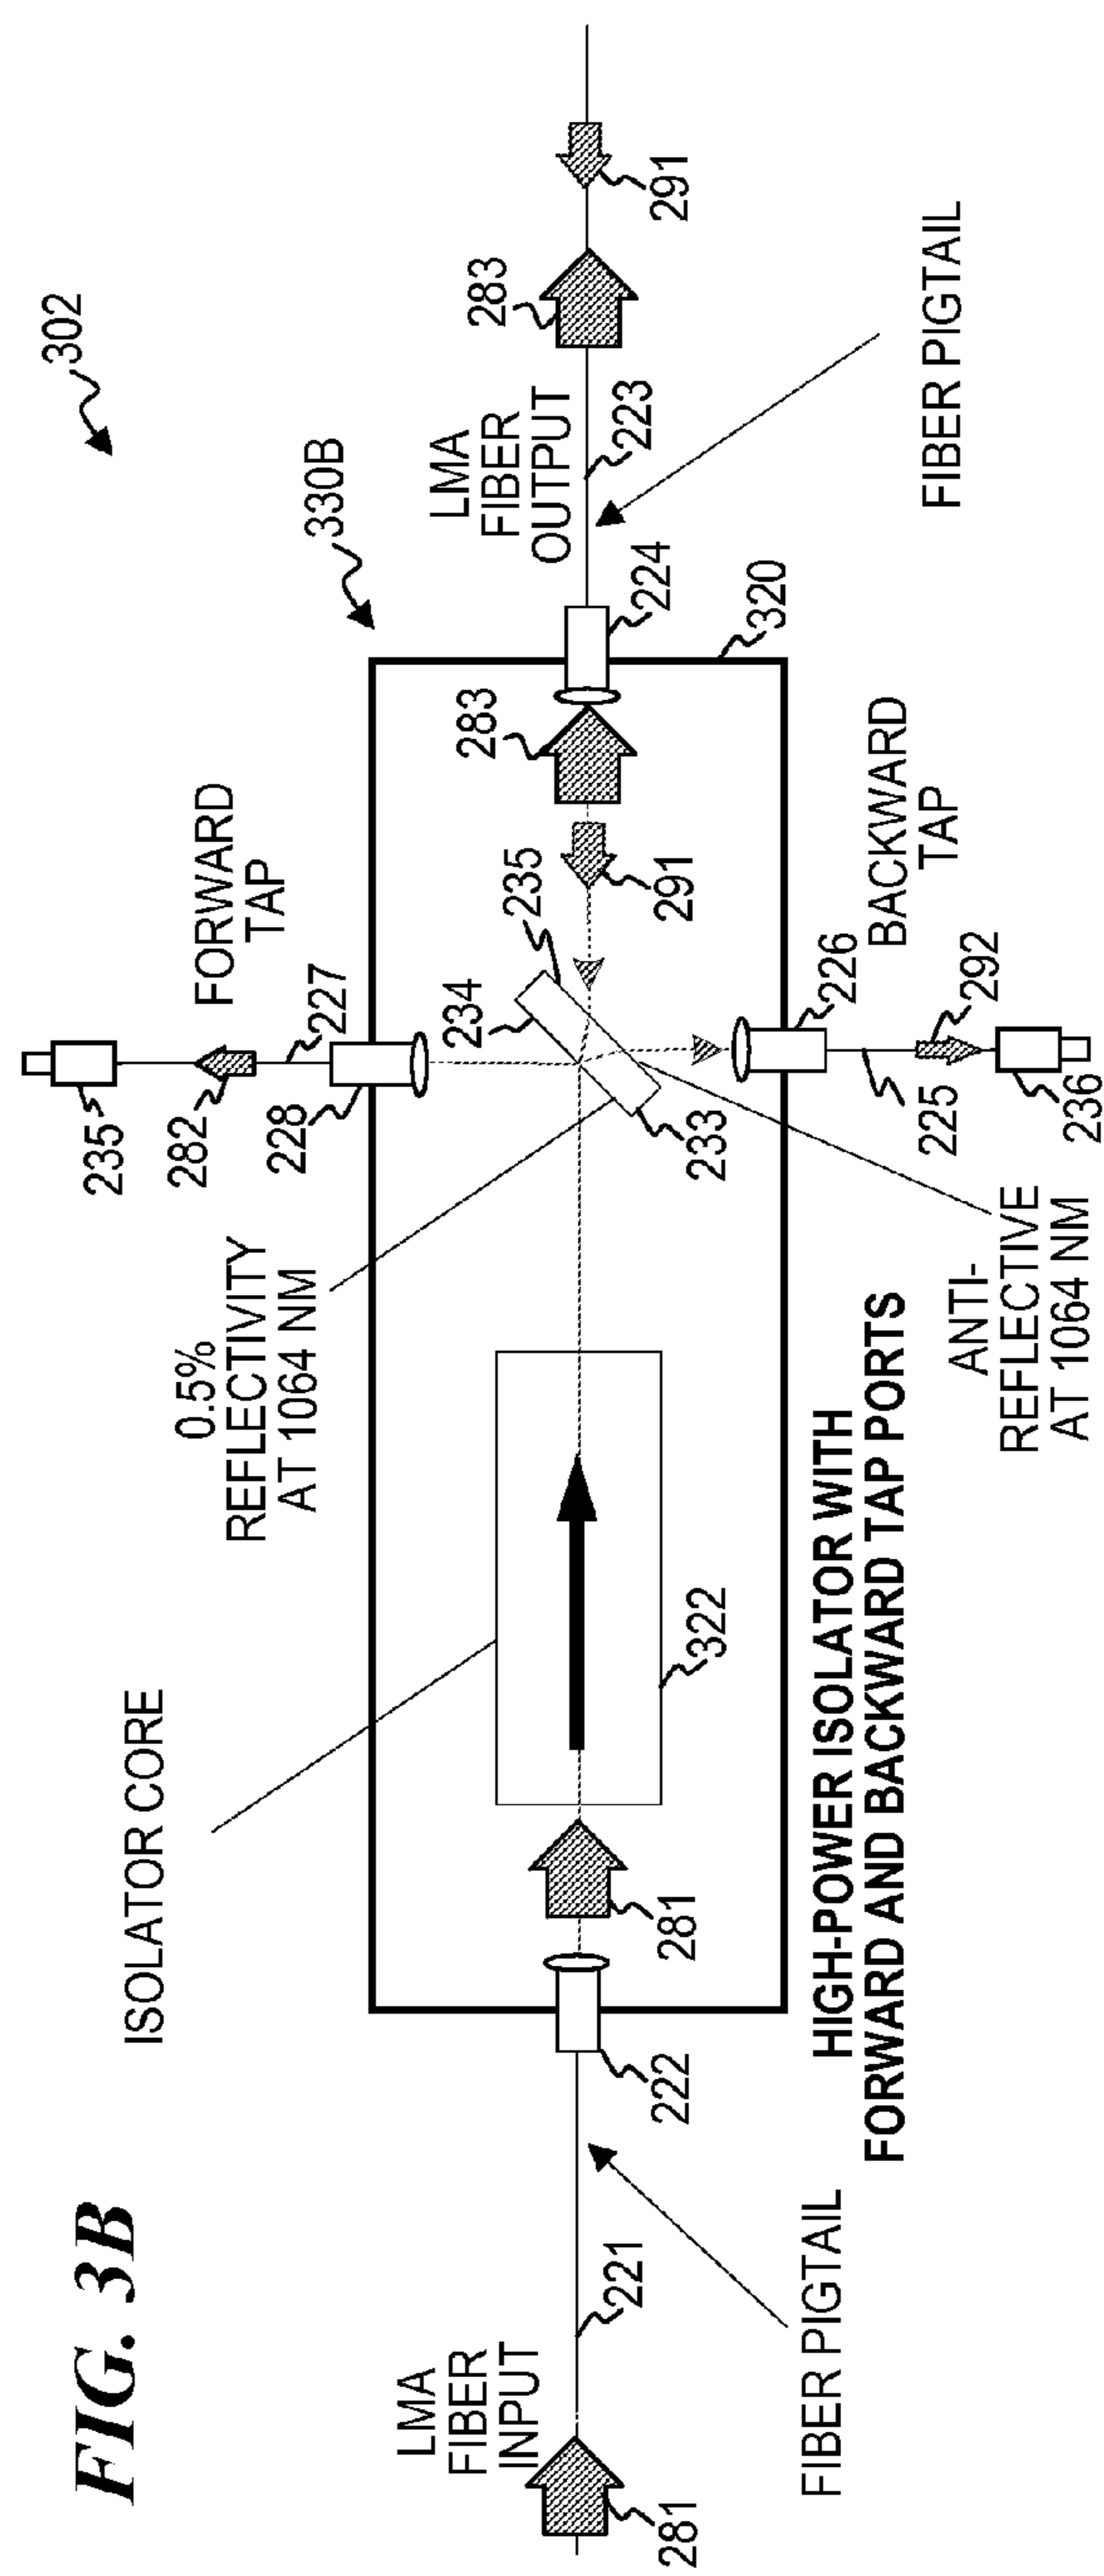 FIG. 3B
302
330B
ISOLATOR CORE
0.5%
REFLECTIVITY
AT 1064 NM
FORWARD
TAP
235
282
227
228
234
235
233
LMA
FIBER
INPUT
281
221
FIBER PIGTAIL
222
281
322
283
291
224
320
LMA
FIBER
OUTPUT
223
283
291
FIBER PIGTAIL
226
BACKWARD
TAP
225
292
236
ANTI-
REFLECTIVE
AT 1064 NM
HIGH-POWER ISOLATOR WITH
FORWARD AND BACKWARD TAP PORTS